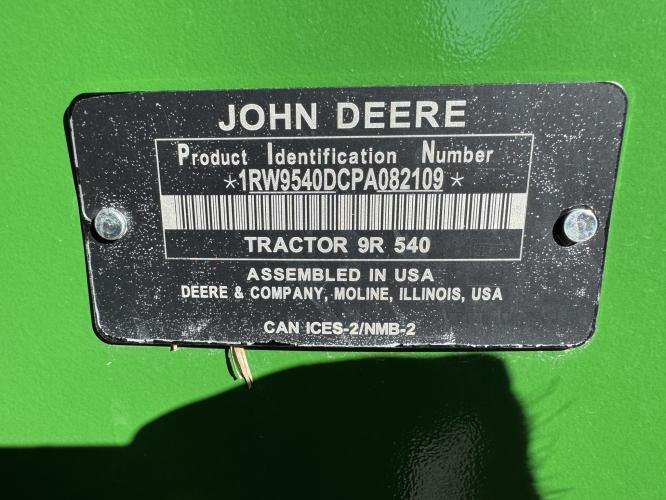 JOHN DEERE
Product Identification Number
*1RW9540DCPA082109*
TRACTOR 9R 540
ASSEMBLED IN USA
DEERE & COMPANY, MOLINE, ILLINOIS, USA
CAN ICES-2/NMB-2